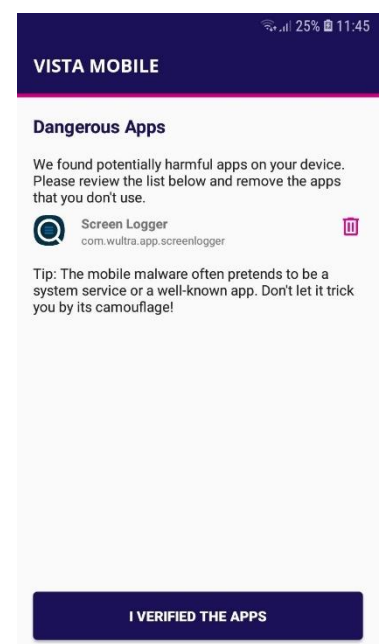 25% 11:45
VISTA MOBILE
Dangerous Apps
We found potentially harmful apps on your device.
Please review the list below and remove the apps
that you don't use.
Screen Logger
com.wultra.app.screenlogger
Tip: The mobile malware often pretends to be a
system service or a well-known app. Don't let it trick
you by its camouflage!
I VERIFIED THE APPS